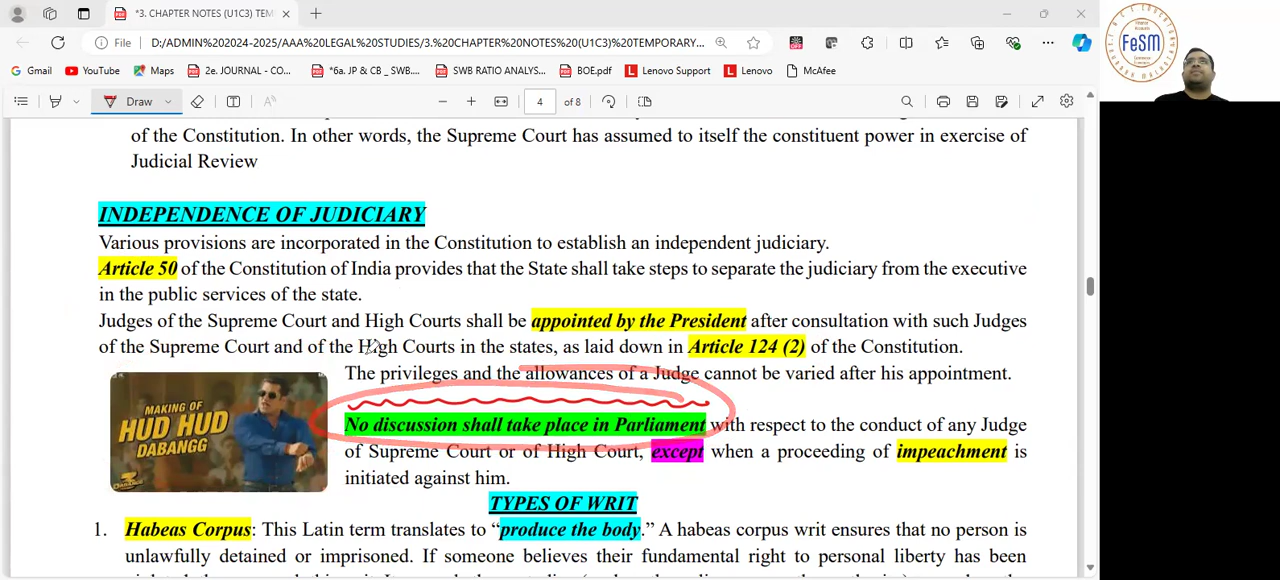 *3. CHAPTER NOTES (U1C3) TEM
File
D:/ADMIN%202024-2025/AAA%20LEGAL%20STUDIES/3.%20CHAPTER%20NOTES%20(U1C3)%20TEMPORARY...
Gmail YouTube Maps 2e. JOURNAL - CO... *6a. JP & CB _ SWB.... SWB RATIO ANALYS... BOE.pdf Lenovo Support Lenovo McAfee
Draw 4 of 8
of the Constitution. In other words, the Supreme Court has assumed to itself the constituent power in exercise of
Judicial Review
INDEPENDENCE OF JUDICIARY
Various provisions are incorporated in the Constitution to establish an independent judiciary.
Article 50 of the Constitution of India provides that the State shall take steps to separate the judiciary from the executive
in the public services of the state.
Judges of the Supreme Court and High Courts shall be appointed by the President after consultation with such Judges
of the Supreme Court and of the High Courts in the states, as laid down in Article 124 (2) of the Constitution.
The privileges and the allowances of a Judge cannot be varied after his appointment.
MAKING OF
HUD HUD
DABANGG
No discussion shall take place in Parliament with respect to the conduct of any Judge
of Supreme Court or of High Court, except when a proceeding of impeachment is
initiated against him.
TYPES OF WRIT
1. Habeas Corpus: This Latin term translates to “produce the body.” A habeas corpus writ ensures that no person is
unlawfully detained or imprisoned. If someone believes their fundamental right to personal liberty has been
FeSM